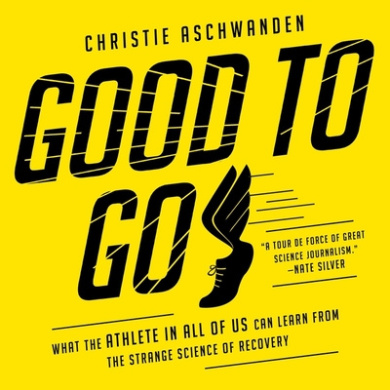 CHRISTIE ASCHWANDEN
GOOD TO
GO
"A TOUR DE FORCE OF GREAT
SCIENCE JOURNALISM."
—NATE SILVER
WHAT THE ATHLETE IN ALL OF US CAN LEARN FROM
THE STRANGE SCIENCE OF RECOVERY